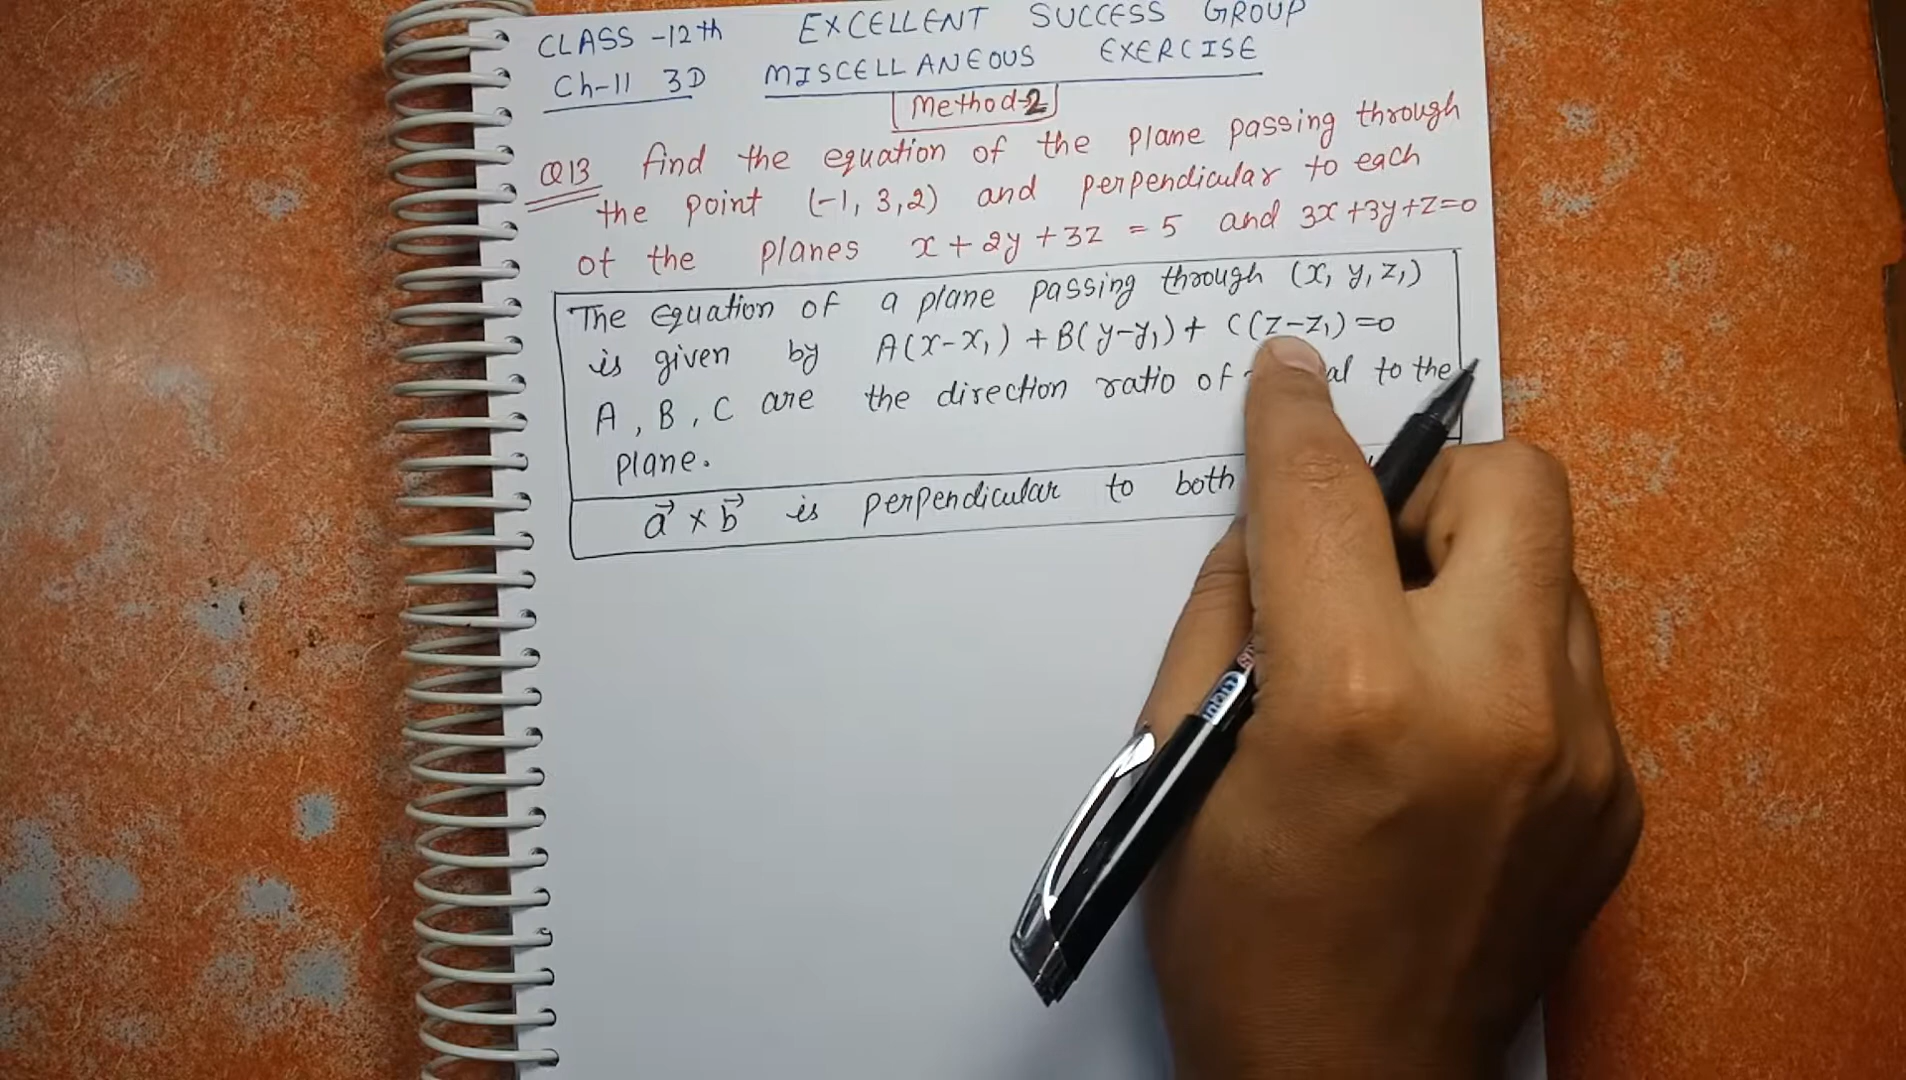 CLASS -12th EXCELLENT SUCCESS GROUP
Ch-11 3D MISCELLANEOUS EXERCISE
Method-2
Q13 find the equation of the plane passing through
the point (-1, 3,2) and perpendicular to each
of the planes x + 2y + 3z = 5 and 3x +3y+z=0
The equation of a plane passing through (x, y, z,)
is given by A(x-x,) + B(y-y,) + C(z-z,) =0
A, B, C are the direction ratio of al to the
plane.
a⃗ × b⃗ is perpendicular to both